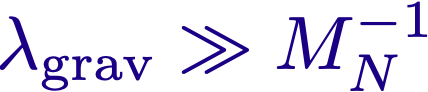 λ_grav ≫ M_N^{-1}